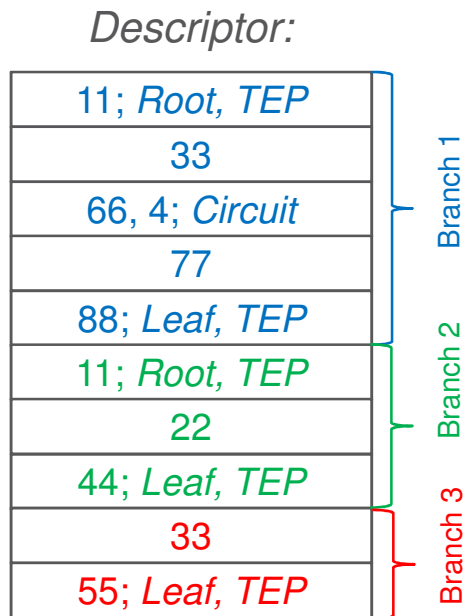 Descriptor:
11; Root, TEP
33
66, 4; Circuit
77
88; Leaf, TEP
Branch 1
11; Root, TEP
22
44; Leaf, TEP
Branch 2
33
55; Leaf, TEP
Branch 3